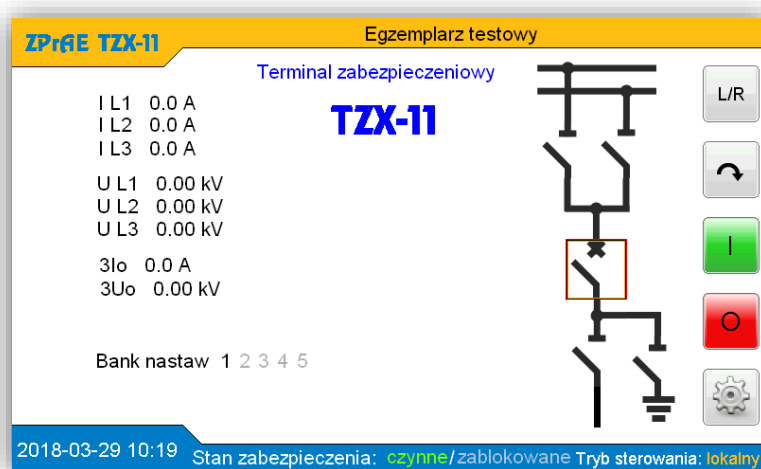 ZPrAE TZX-11
Egzemplarz testowy
Terminal zabezpieczeniowy
TZX-11
I L1 0.0 A
I L2 0.0 A
I L3 0.0 A
U L1 0.00 kV
U L2 0.00 kV
U L3 0.00 kV
3Io 0.0 A
3Uo 0.00 kV
Bank nastaw 1 2 3 4 5
L/R
I
O
2018-03-29 10:19
Stan zabezpieczenia: czynne/zablokowane Tryb sterowania: lokalny